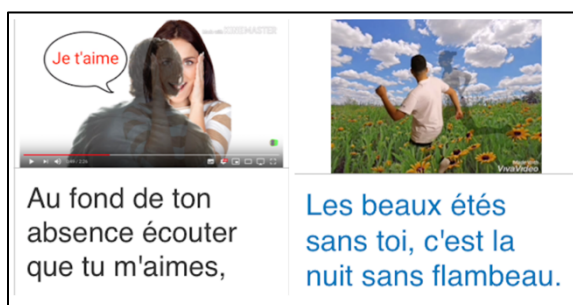 Je t'aime
Au fond de ton
absence écouter
que tu m'aimes,
VivaVideo
Les beaux étés
sans toi, c'est la
nuit sans flambeau.